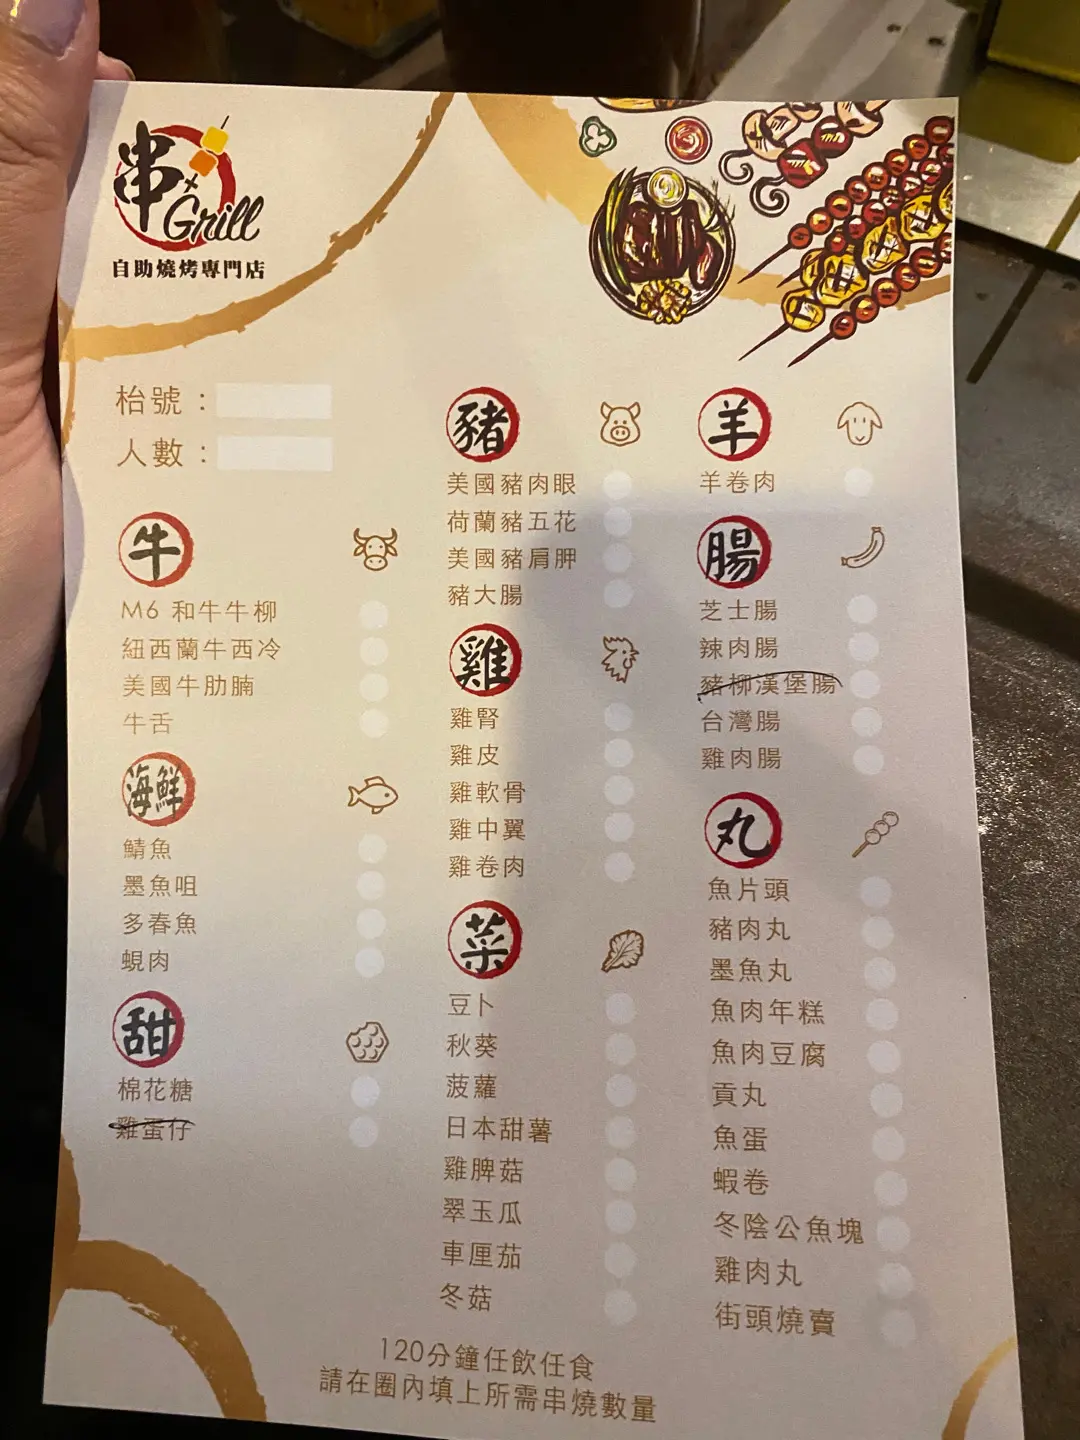 串
Grill
自助燒烤專門店
枱號：
人數：
牛
M6 和牛牛柳
紐西蘭牛西冷
美國牛肋腩
牛舌
海鮮
鯖魚
墨魚咀
多春魚
蜆肉
甜
棉花糖
雞蛋仔
豬
美國豬肉眼
荷蘭豬五花
美國豬肩胛
豬大腸
雞
雞腎
雞皮
雞軟骨
雞中翼
雞卷肉
菜
豆卜
秋葵
菠蘿
日本甜薯
雞脾菇
翠玉瓜
車厘茄
冬菇
羊
羊卷肉
腸
芝士腸
辣肉腸
豬柳漢堡腸
台灣腸
雞肉腸
丸
魚片頭
豬肉丸
墨魚丸
魚肉年糕
魚肉豆腐
貢丸
魚蛋
蝦卷
冬陰公魚塊
雞肉丸
街頭燒賣
120分鐘任飲任食
請在圈內填上所需串燒數量